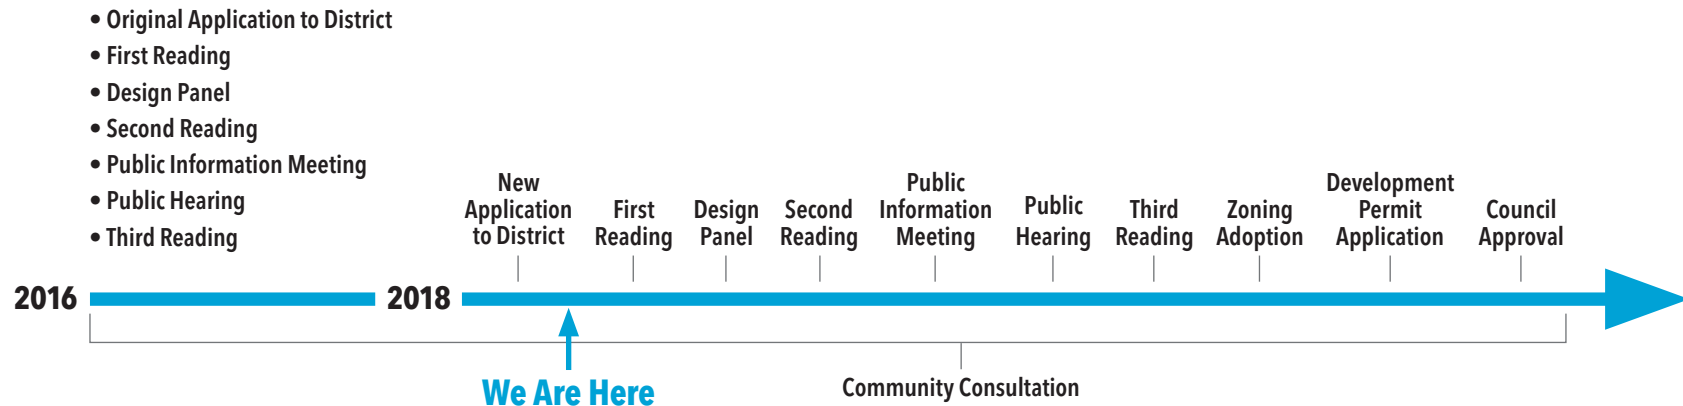 • Original Application to District
• First Reading
• Design Panel
• Second Reading
• Public Information Meeting
• Public Hearing
• Third Reading
New
Application
to District
First
Reading
Design
Panel
Second
Reading
Public
Information
Meeting
Public
Hearing
Third
Reading
Zoning
Adoption
Development
Permit
Application
Council
Approval
2016
2018
We Are Here
Community Consultation